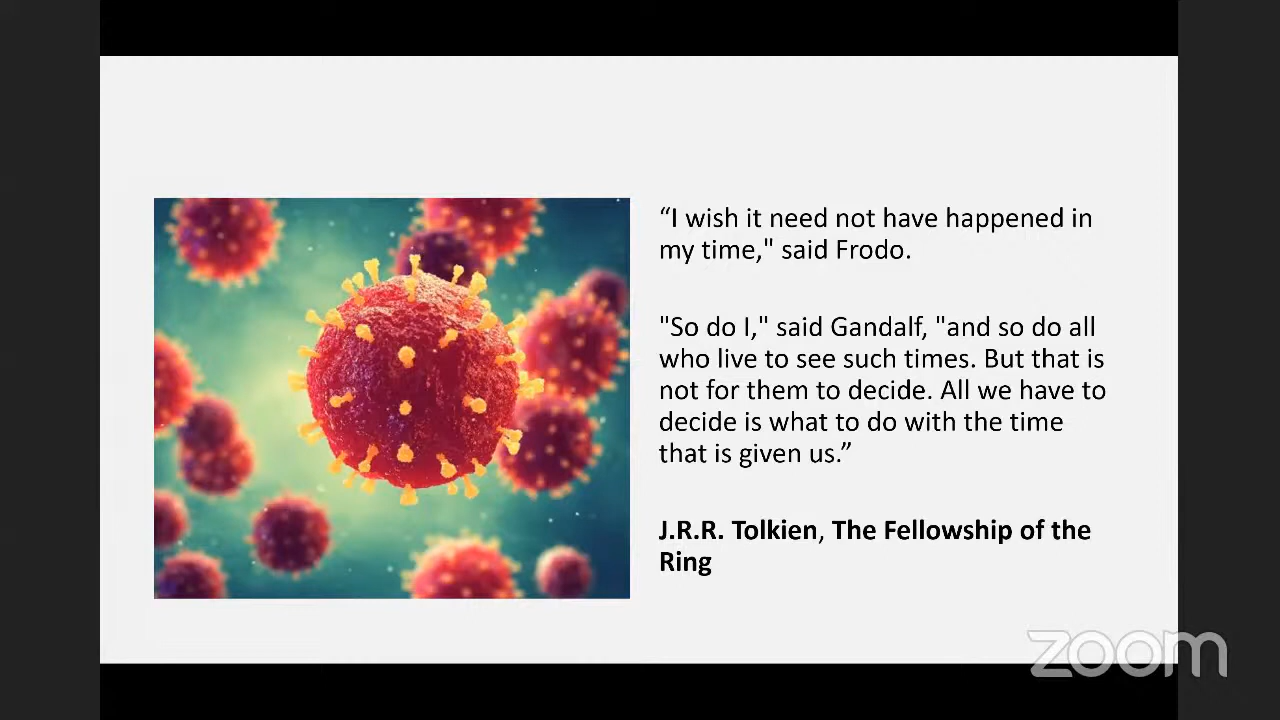 “I wish it need not have happened in
my time," said Frodo.
"So do I," said Gandalf, "and so do all
who live to see such times. But that is
not for them to decide. All we have to
decide is what to do with the time
that is given us.”
J.R.R. Tolkien, The Fellowship of the
Ring
zoom